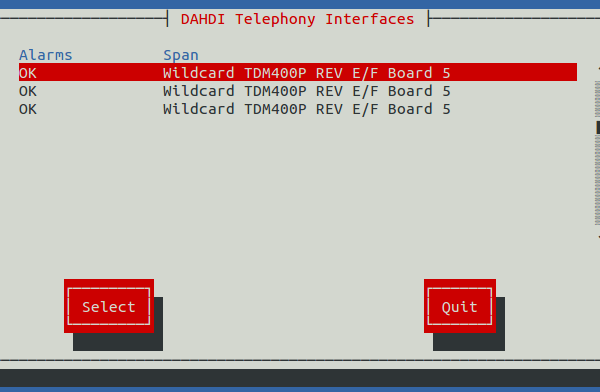 DAHDI Telephony Interfaces
Alarms Span
OK Wildcard TDM400P REV E/F Board 5
OK Wildcard TDM400P REV E/F Board 5
OK Wildcard TDM400P REV E/F Board 5
Select Quit